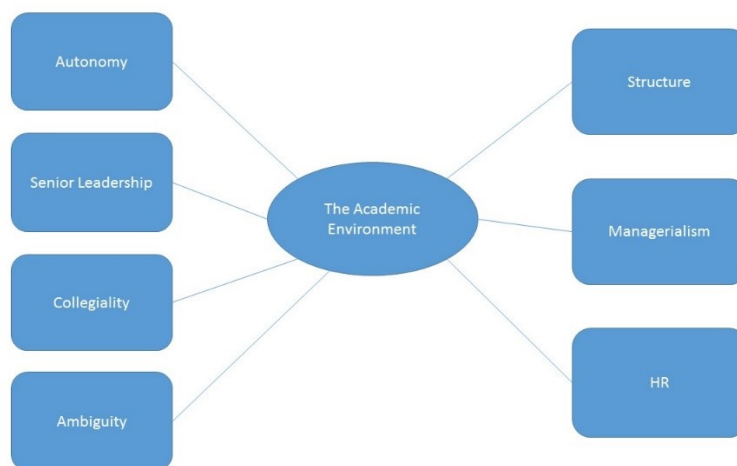 Autonomy
Senior Leadership
Collegiality
Ambiguity
The Academic
Environment
Structure
Managerialism
HR